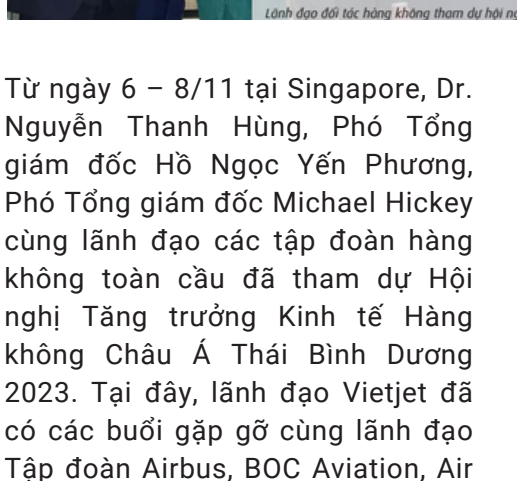 Lãnh đạo đối tác hàng không tham dự hội
Từ ngày 6 – 8/11 tại Singapore, Dr.
Nguyễn Thanh Hùng, Phó Tổng
giám đốc Hồ Ngọc Yến Phương,
Phó Tổng giám đốc Michael Hickey
cùng lãnh đạo các tập đoàn hàng
không toàn cầu đã tham dự Hội
nghị Tăng trưởng Kinh tế Hàng
không Châu Á Thái Bình Dương
2023. Tại đây, lãnh đạo Vietjet đã
có các buổi gặp gỡ cùng lãnh đạo
Tập đoàn Airbus, BOC Aviation, Air